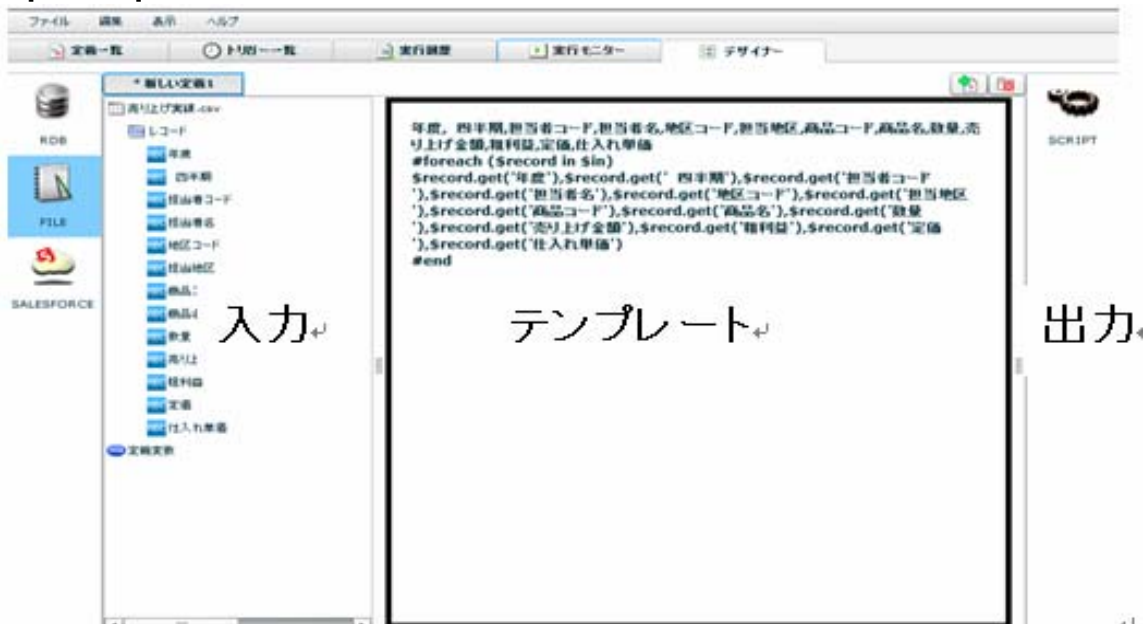 ファイル 編集 表示 ヘルプ
定義一覧 トリガー一覧 実行履歴 実行モニター デザイナー
* 新しい定義1
RDB
FILE
SALESFORCE
売り上げ実績.csv
レコード
年度
四半期
担当者コード
担当者名
地区コード
担当地区
商品コ
商品名
数量
売り上
粗利益
定価
仕入れ単価
定義変数
入力
年度, 四半期,担当者コード,担当者名,地区コード,担当地区,商品コード,商品名,数量,売
り上げ金額,粗利益,定価,仕入れ単価
#foreach ($record in $in)
$record.get('年度'),$record.get(' 四半期'),$record.get('担当者コード
'),$record.get('担当者名'),$record.get('地区コード'),$record.get('担当地区
'),$record.get('商品コード'),$record.get('商品名'),$record.get('数量
'),$record.get('売り上げ金額'),$record.get('粗利益'),$record.get('定価
'),$record.get('仕入れ単価')
#end
テンプレート
SCRIPT
出力